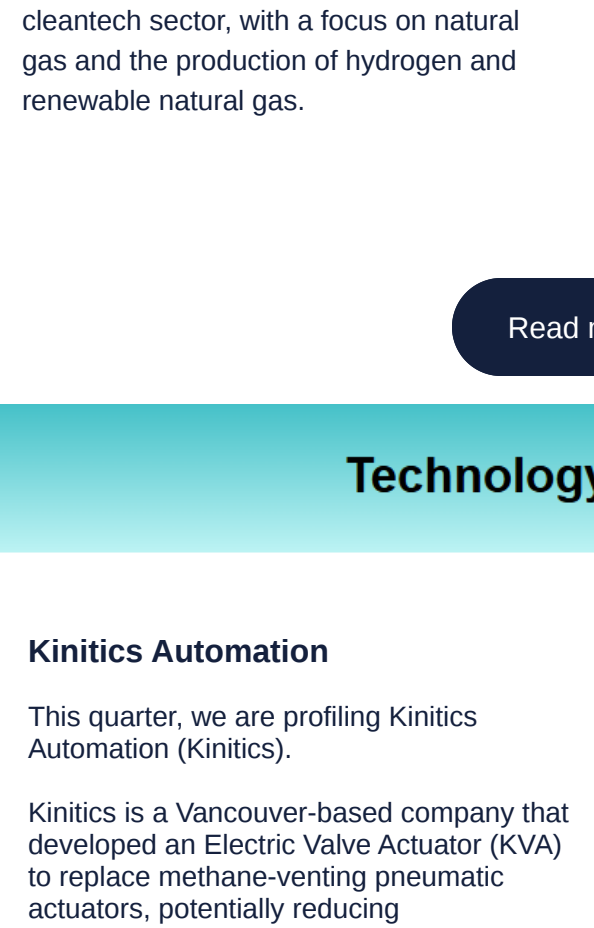 cleantech sector, with a focus on natural
gas and the production of hydrogen and
renewable natural gas.
Read
Technology
Kinitics Automation
This quarter, we are profiling Kinitics
Automation (Kinitics).
Kinitics is a Vancouver-based company that
developed an Electric Valve Actuator (KVA)
to replace methane-venting pneumatic
actuators, potentially reducing